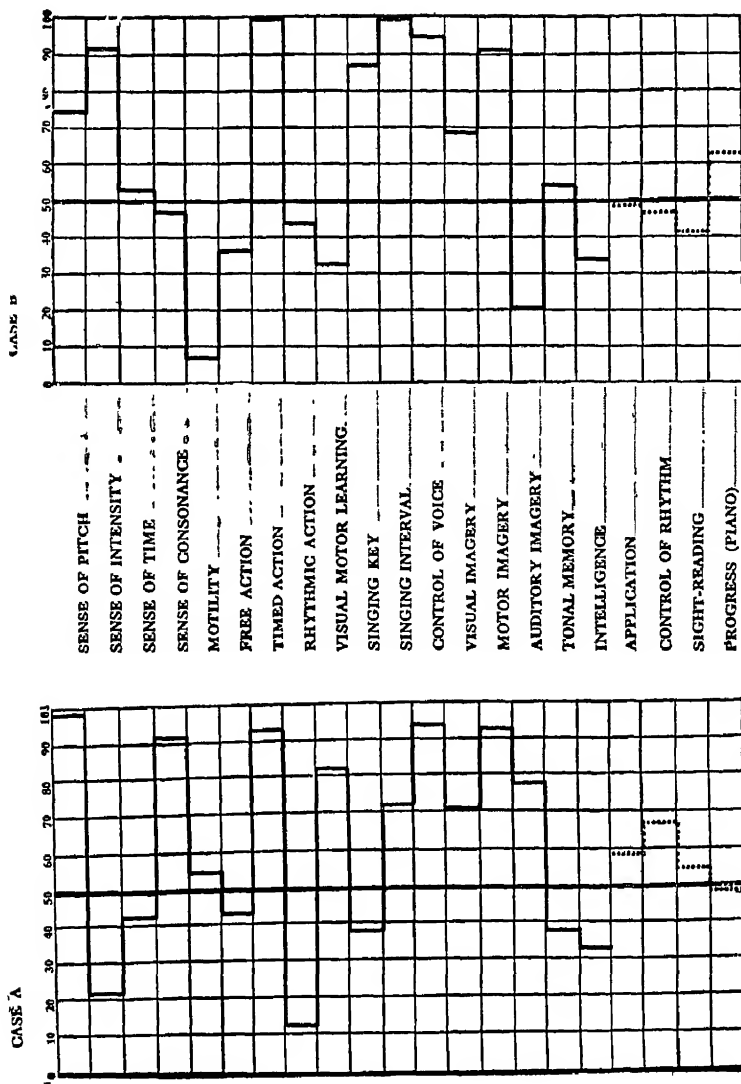 CASE B
0 10 20 30 40 50 60 70 90 100
SENSE OF PITCH
SENSE OF INTENSITY
SENSE OF TIME
SENSE OF CONSONANCE
MOTILITY
FREE ACTION
TIMED ACTION
RHYTHMIC ACTION
VISUAL MOTOR LEARNING
SINGING KEY
SINGING INTERVAL
CONTROL OF VOICE
VISUAL IMAGERY
MOTOR IMAGERY
AUDITORY IMAGERY
TONAL MEMORY
INTELLIGENCE
APPLICATION
CONTROL OF RHYTHM
SIGHT-READING
PROGRESS (PIANO)
CASE A
0 10 20 30 40 50 60 70 80 90